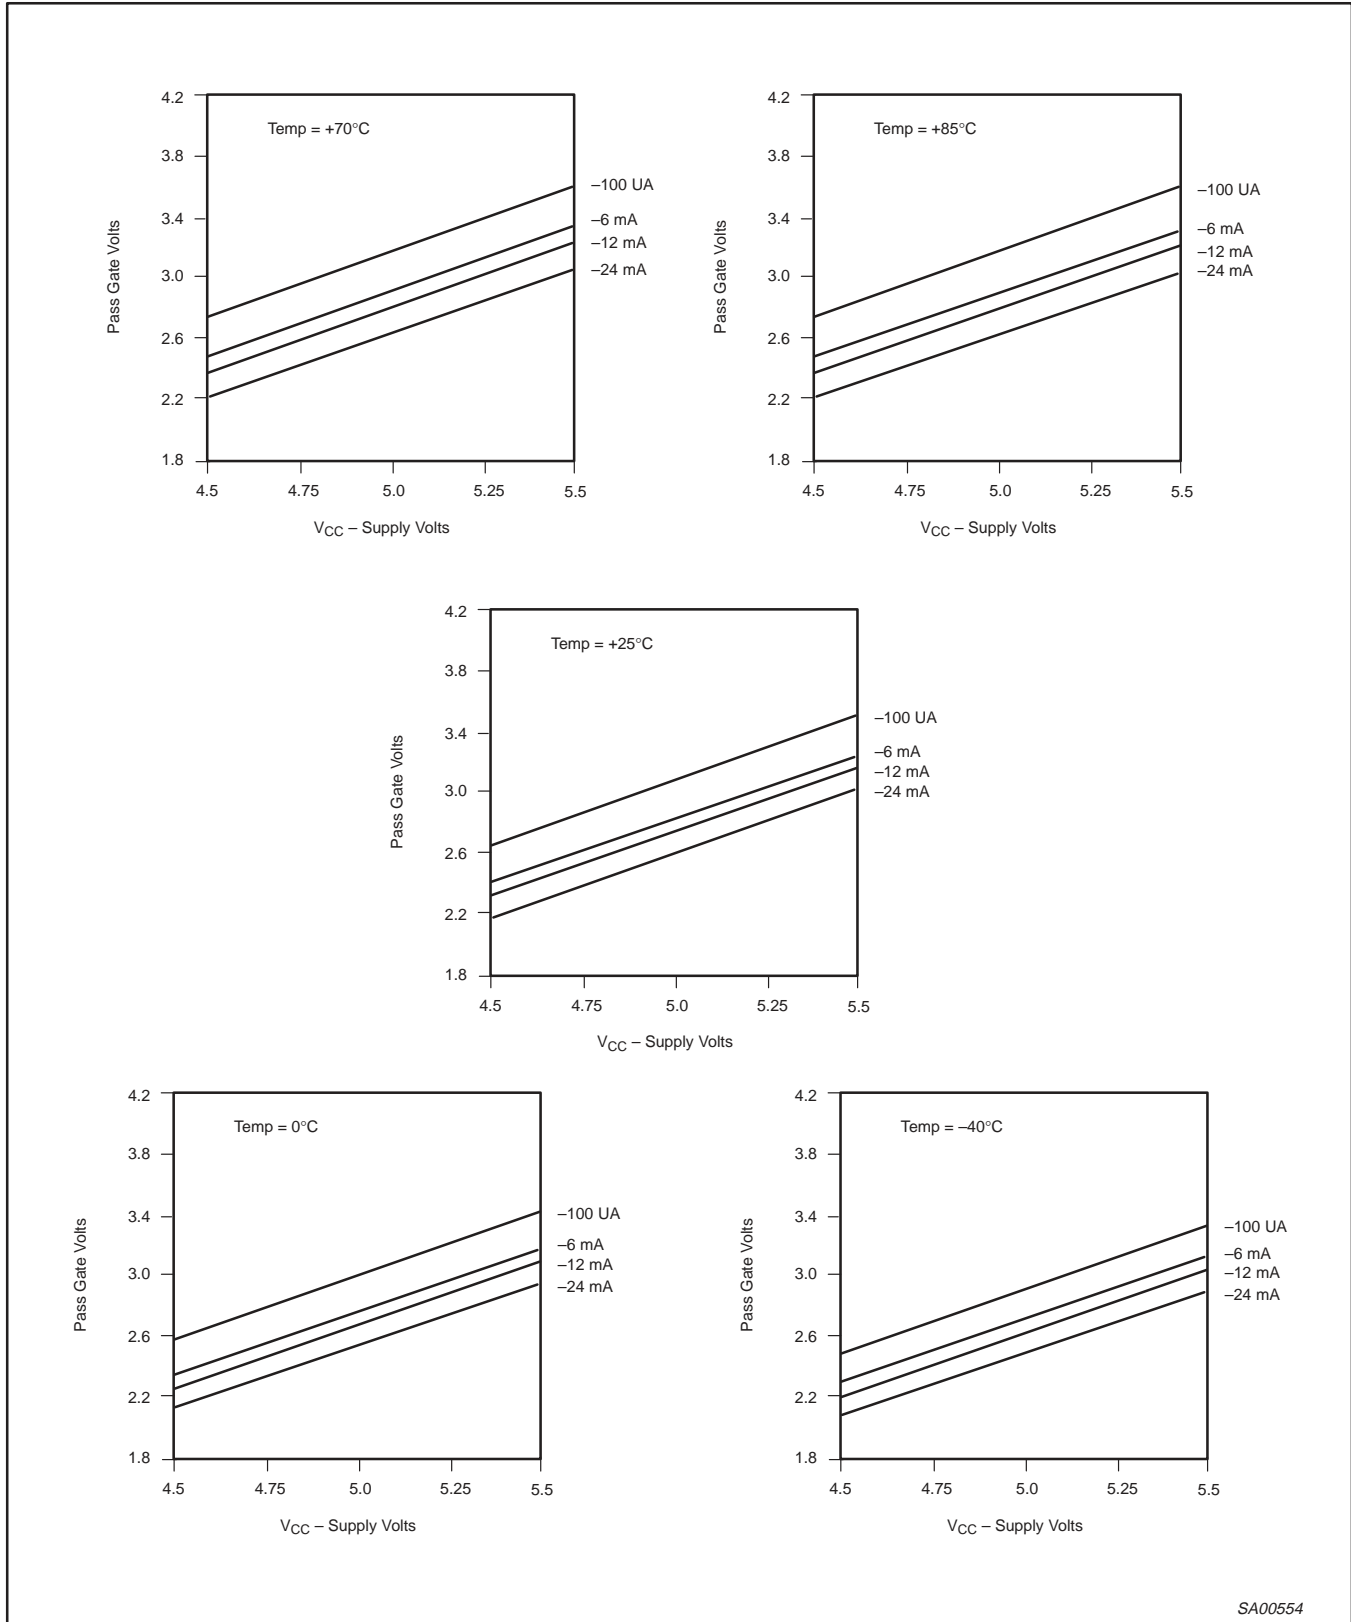 Temp = +70°C
4.2
3.8
3.4
3.0
2.6
2.2
1.8
Pass Gate Volts
–100 UA
–6 mA
–12 mA
–24 mA
4.5 4.75 5.0 5.25 5.5
VCC – Supply Volts
Temp = +85°C
4.2
3.8
3.4
3.0
2.6
2.2
1.8
Pass Gate Volts
–100 UA
–6 mA
–12 mA
–24 mA
4.5 4.75 5.0 5.25 5.5
VCC – Supply Volts
Temp = +25°C
4.2
3.8
3.4
3.0
2.6
2.2
1.8
Pass Gate Volts
–100 UA
–6 mA
–12 mA
–24 mA
4.5 4.75 5.0 5.25 5.5
VCC – Supply Volts
Temp = 0°C
4.2
3.8
3.4
3.0
2.6
2.2
1.8
Pass Gate Volts
–100 UA
–6 mA
–12 mA
–24 mA
4.5 4.75 5.0 5.25 5.5
VCC – Supply Volts
Temp = –40°C
4.2
3.8
3.4
3.0
2.6
2.2
1.8
Pass Gate Volts
–100 UA
–6 mA
–12 mA
–24 mA
4.5 4.75 5.0 5.25 5.5
VCC – Supply Volts
SA00554